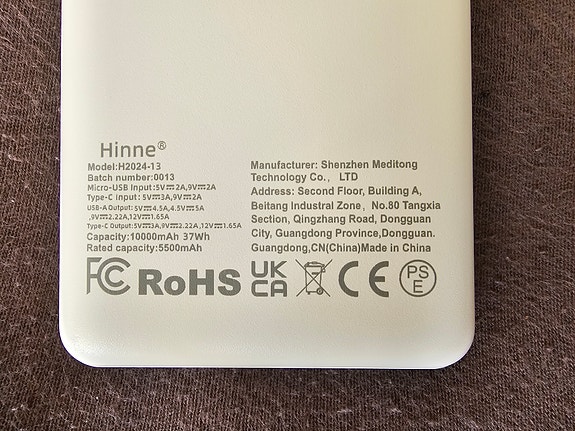 Hinne®
Model:H2024-13
Batch number:0013
Micro-USB Input:5V⎓2A,9V⎓2A
Type-C Input:5V⎓3A,9V⎓2A
USB-A Output:5V⎓4.5A,4.5V⎓5A
,9V⎓2.22A,12V⎓1.65A
Type-C Output:5V⎓3A,9V⎓2.22A,12V⎓1.65A
Capacity:10000mAh 37Wh
Rated capacity:5500mAh
Manufacturer: Shenzhen Meditong
Technology Co.， LTD
Address: Second Floor, Building A,
Beitang Industrial Zone，No.80 Tangxia
Section, Qingzhang Road, Dongguan
City, Guangdong Province,Dongguan.
Guangdong,CN(China)Made in China
FC RoHS UK CA CE PS E